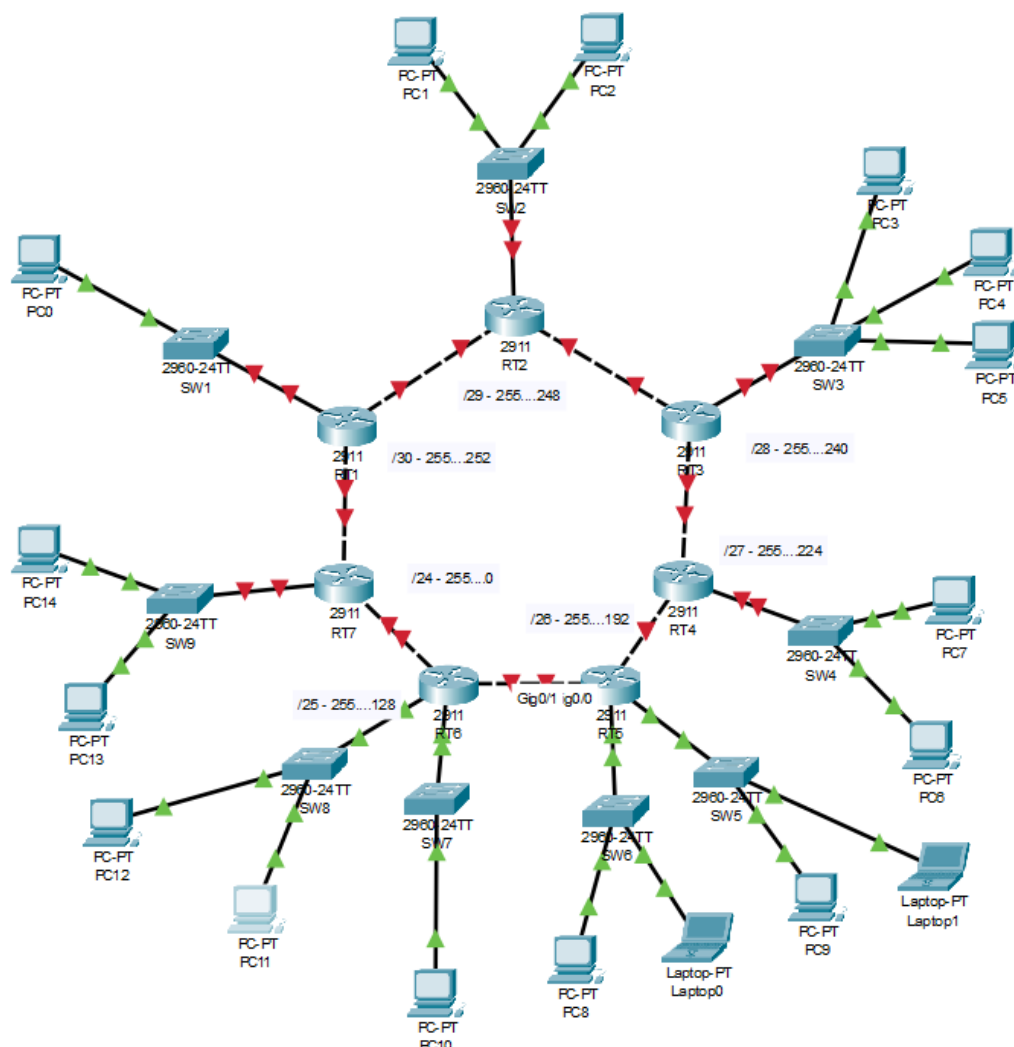 PC-PT
PC1
PC-PT
PC2
2960-24TT
SW2
PC-PT
PC3
PC-PT
PC4
PC-PT
PC0
2960-24TT
SW1
2911
RT2
2960-24TT
SW3
PC-PT
PC5
/29 - 255....248
2911
RT1
/30 - 255....252
2911
RT3
/28 - 255....240
PC-PT
PC14
/24 - 255....0
/27 - 255....224
2911
RT7
2911
RT4
2960-24TT
SW9
/26 - 255....192
2960-24TT
SW4
PC-PT
PC7
/25 - 255....128
2911
RT6
Gig0/1
ig0/0
2911
RT5
PC-PT
PC13
2960-24TT
SW8
2960-24TT
SW5
PC-PT
PC6
2960-24TT
SW7
2960-24TT
SW6
PC-PT
PC12
Laptop-PT
Laptop1
PC-PT
PC11
PC-PT
PC9
PC-PT
PC8
Laptop-PT
Laptop0
PC-PT
PC10